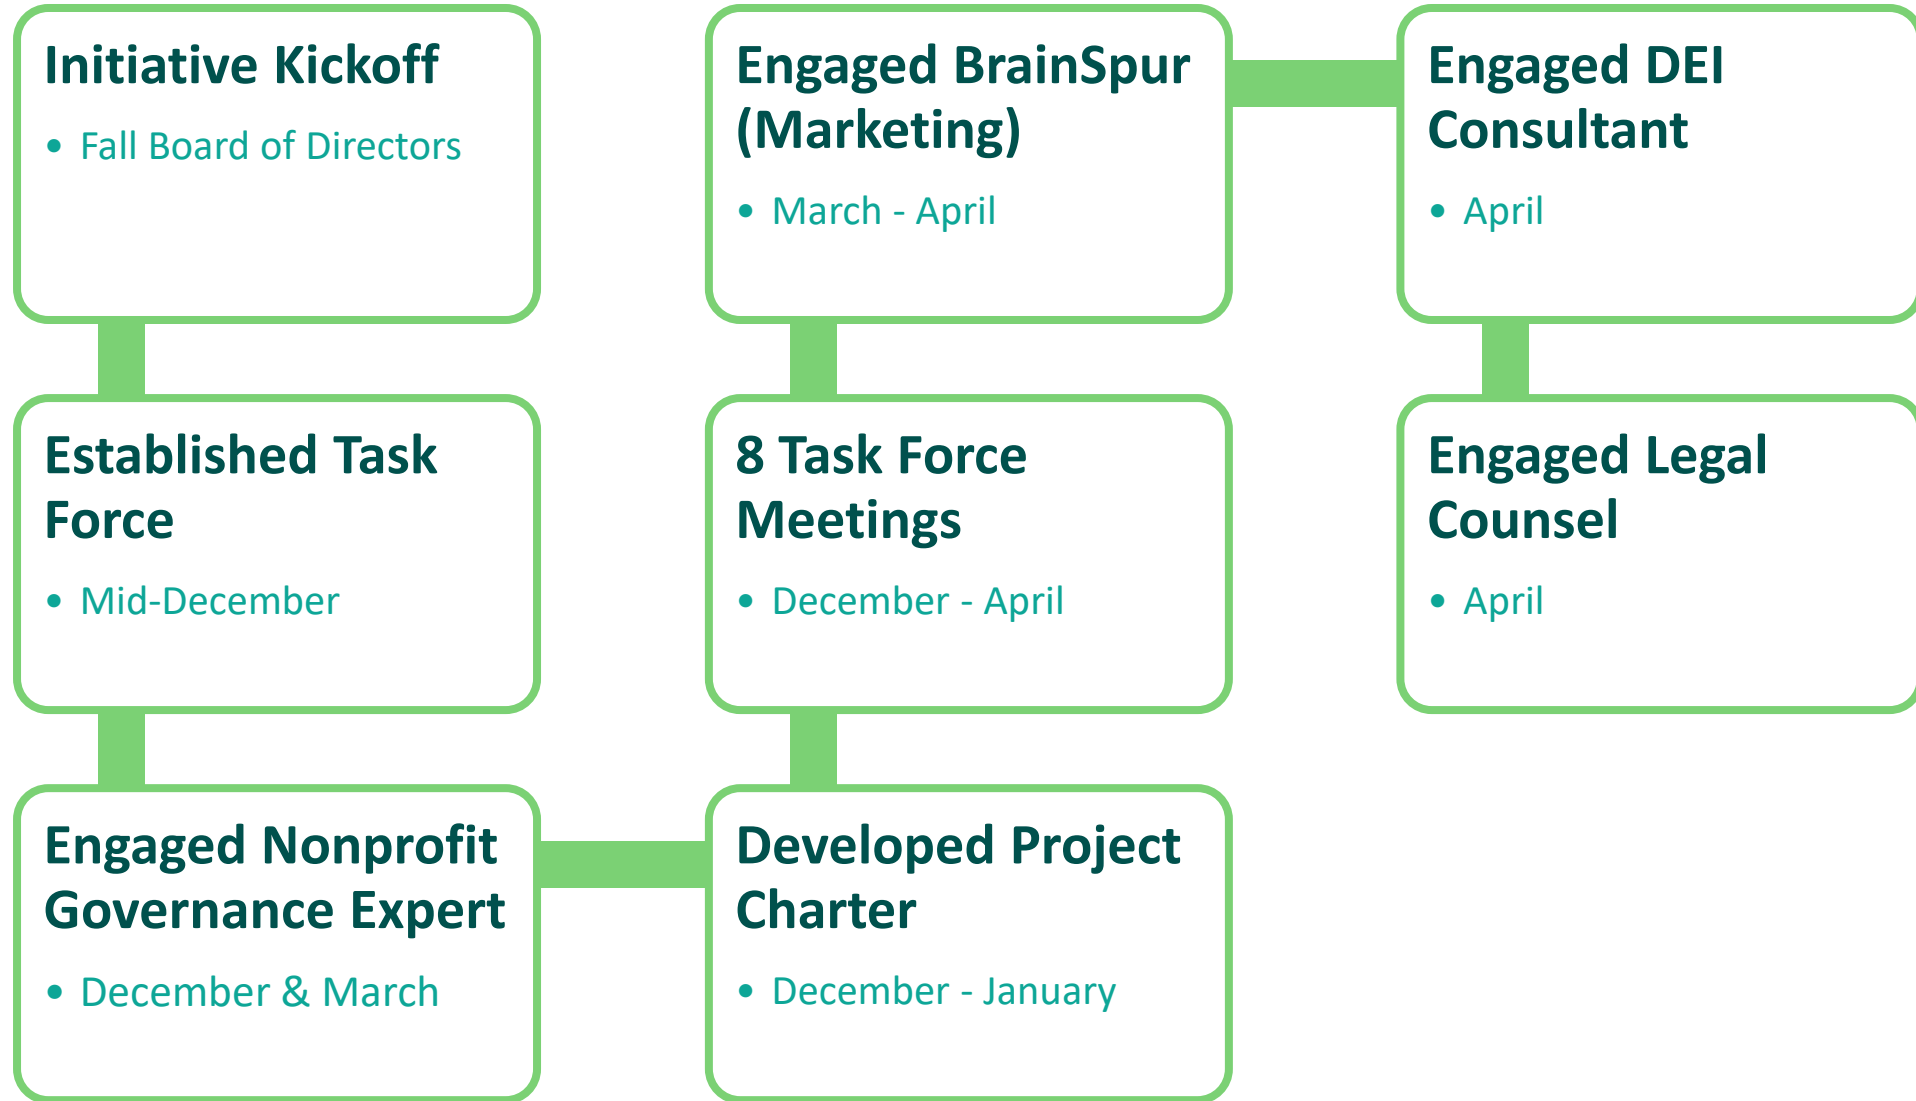 Initiative Kickoff
• Fall Board of Directors
Established Task
Force
• Mid-December
Engaged Nonprofit
Governance Expert
• December & March
Developed Project
Charter
• December - January
8 Task Force
Meetings
• December - April
Engaged BrainSpur
(Marketing)
• March - April
Engaged DEI
Consultant
• April
Engaged Legal
Counsel
• April